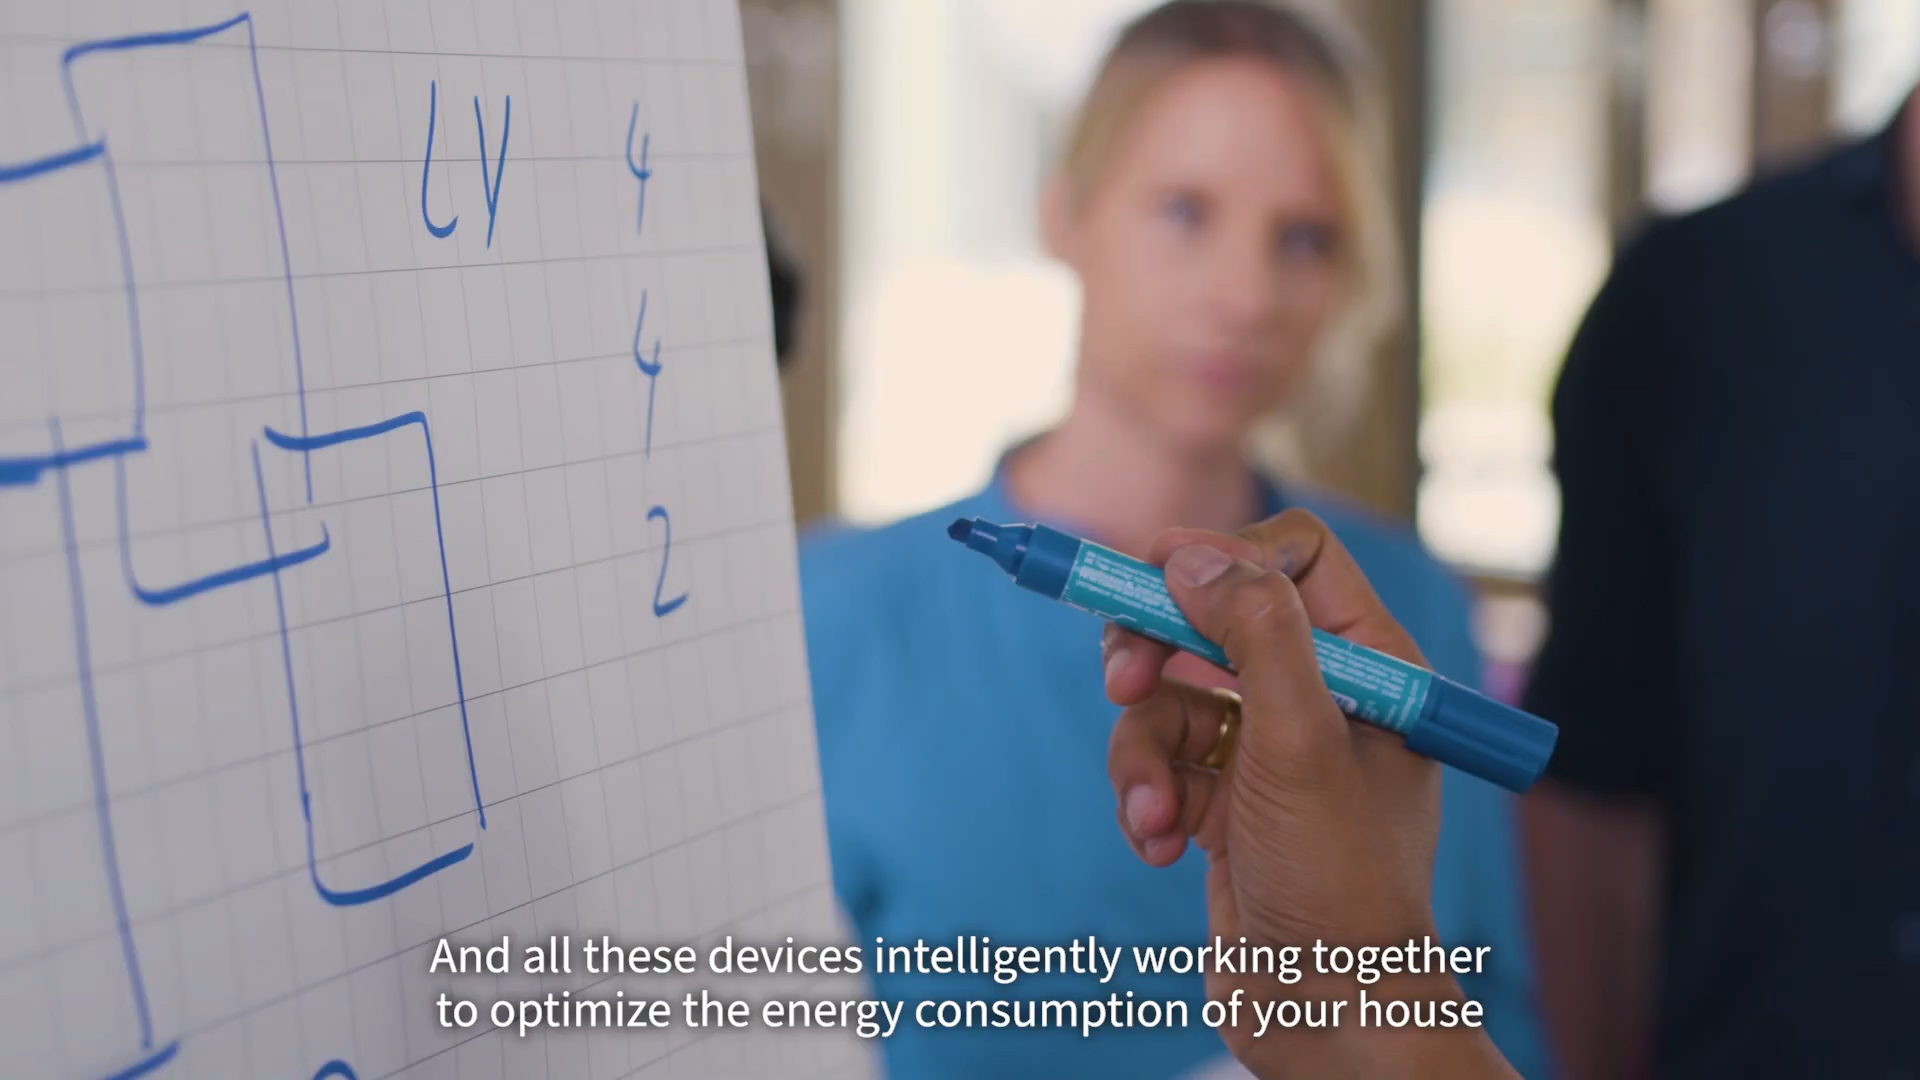 LV 4
4
2
And all these devices intelligently working together
to optimize the energy consumption of your house